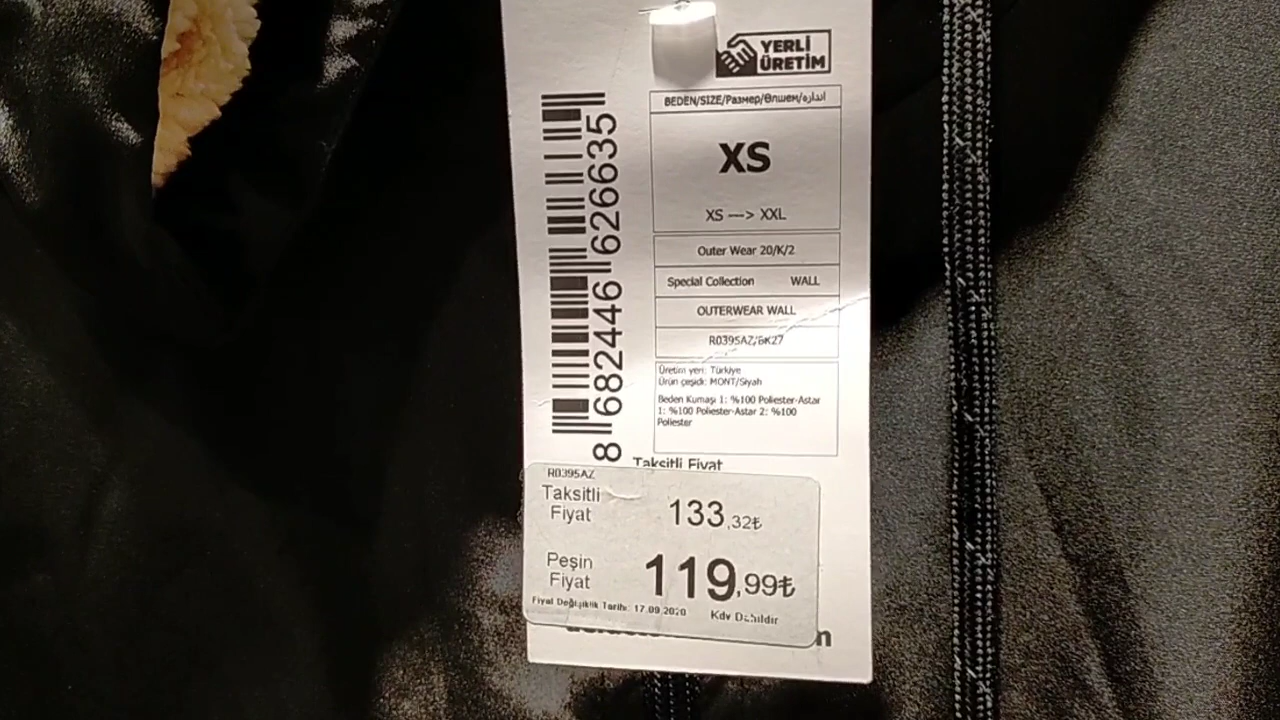 YERLİ
ÜRETİM
BEDEN/SIZE/Размер/Өлшем/اندازه
XS
XS ---> XXL
Outer Wear 20/K/2
Special Collection WALL
OUTERWEAR WALL
R0395AZ/BK27
Üretim yeri: Türkiye
Ürün çeşidi: MONT/Siyah
Beden Kumaşı 1: %100 Poliester-Astar
1: %100 Poliester-Astar 2: %100
Poliester
8 682446 626635
Taksitli Fiyat
R0395AZ
Taksitli
Fiyat
133,32₺
Peşin
Fiyat
119,99₺
Fiyat Değişiklik Tarihi: 17.09.2020 Kdv Dahildir